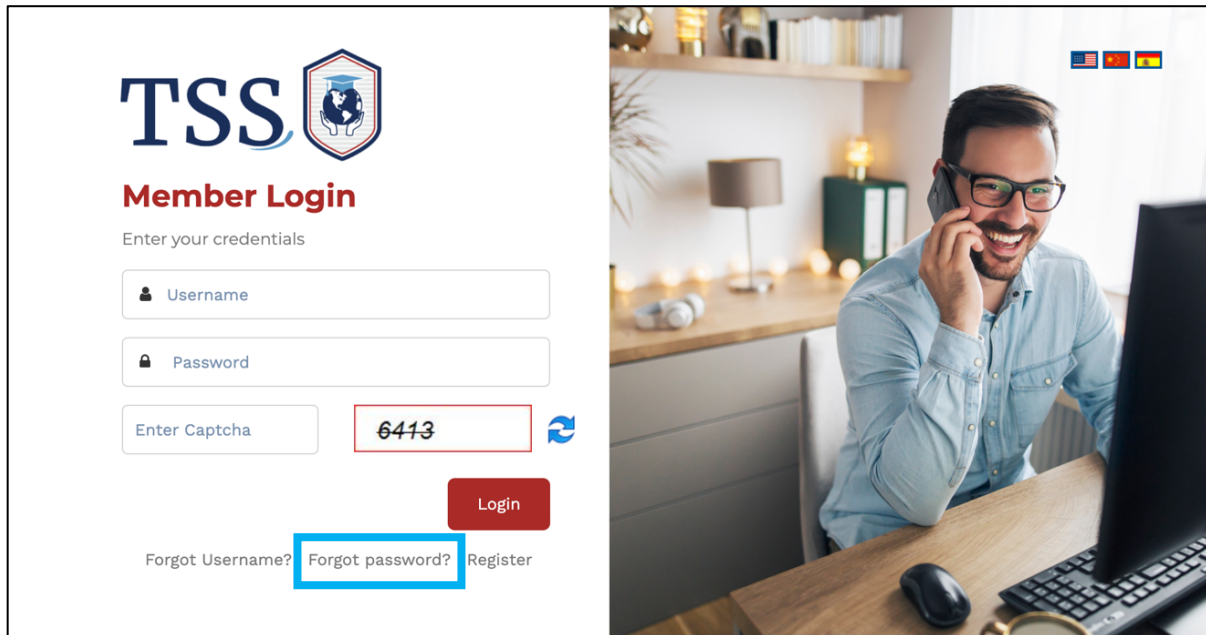 TSS
Member Login
Enter your credentials
Username
Password
Enter Captcha
6413
Login
Forgot Username? Forgot password? Register